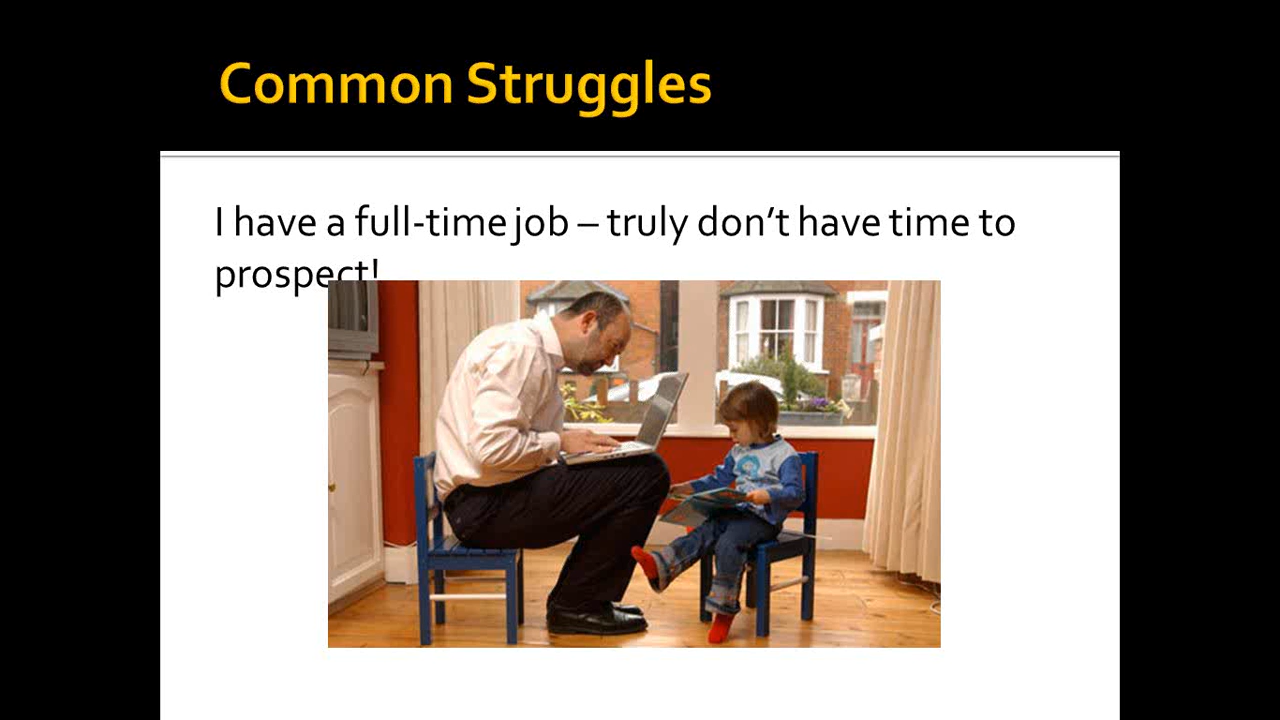 Common Struggles
I have a full-time job – truly don’t have time to
prospect!